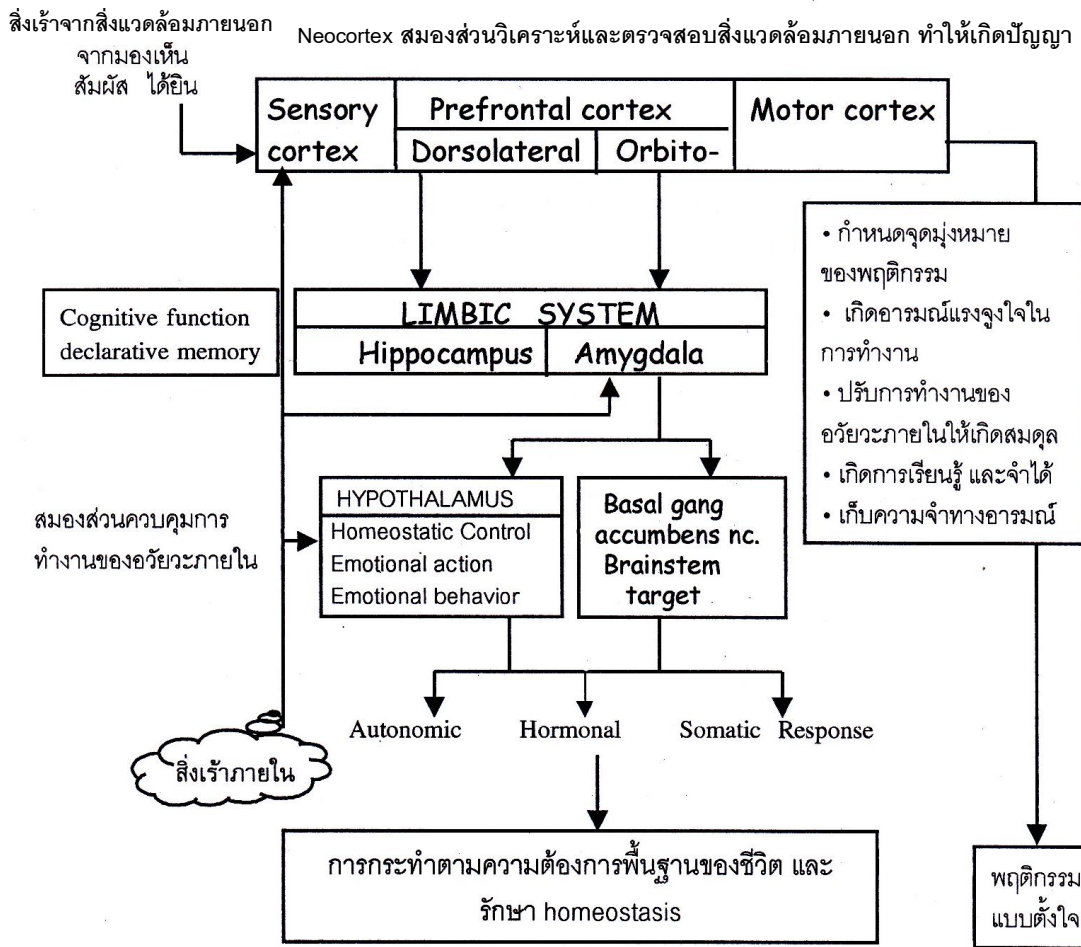 สิ่งเร้าจากสิ่งแวดล้อมภายนอก
จากมองเห็น
สัมผัส ได้ยิน
Neocortex สมองส่วนวิเคราะห์และตรวจสอบสิ่งแวดล้อมภายนอก ทำให้เกิดปัญญา
Sensory
cortex
Prefrontal cortex
Dorsolateral
Orbito-
Motor cortex
• กำหนดจุดมุ่งหมาย
ของพฤติกรรม
• เกิดอารมณ์แรงจูงใจใน
การทำงาน
• ปรับการทำงานของ
อวัยวะภายในให้เกิดสมดุล
• เกิดการเรียนรู้ และจำได้
• เก็บความจำทางอารมณ์
Cognitive function
declarative memory
LIMBIC SYSTEM
Hippocampus
Amygdala
สมองส่วนควบคุมการ
ทำงานของอวัยวะภายใน
HYPOTHALAMUS
Homeostatic Control
Emotional action
Emotional behavior
Basal gang
accumbens nc.
Brainstem
target
Autonomic
Hormonal
Somatic Response
สิ่งเร้าภายใน
การกระทำตามความต้องการพื้นฐานของชีวิต และ
รักษา homeostasis
พฤติกรรม
แบบตั้งใจ